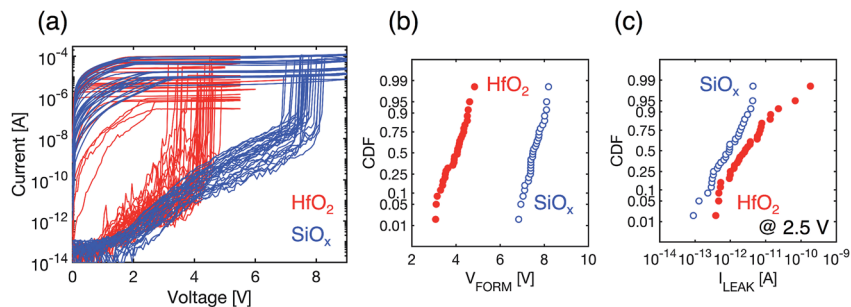 (a)
10⁻⁴
10⁻⁶
10⁻⁸
10⁻¹⁰
10⁻¹²
10⁻¹⁴
Current [A]
HfO₂
SiOₓ
0 2 4 6 8
Voltage [V]
(b)
0.99
0.95
0.9
0.75
0.5
0.25
0.1
0.05
0.01
CDF
HfO₂
SiOₓ
2 4 6 8 10
V_FORM [V]
(c)
0.99
0.95
0.9
0.75
0.5
0.25
0.1
0.05
0.01
CDF
SiOₓ
HfO₂
@ 2.5 V
10⁻¹⁴ 10⁻¹³ 10⁻¹² 10⁻¹¹ 10⁻¹⁰ 10⁻⁹
I_LEAK [A]